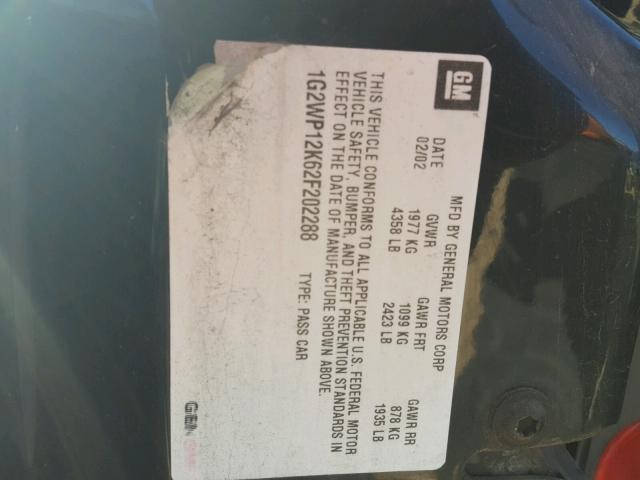 GM
MFD BY GENERAL MOTORS CORP
DATE GVWR GAWR FRT GAWR RR
02/02 1977 KG 1099 KG 878 KG
4358 LB 2423 LB 1935 LB
THIS VEHICLE CONFORMS TO ALL APPLICABLE U.S. FEDERAL MOTOR
VEHICLE SAFETY, BUMPER, AND THEFT PREVENTION STANDARDS IN
EFFECT ON THE DATE OF MANUFACTURE SHOWN ABOVE.
1G2WP12K62F202288 TYPE: PASS CAR